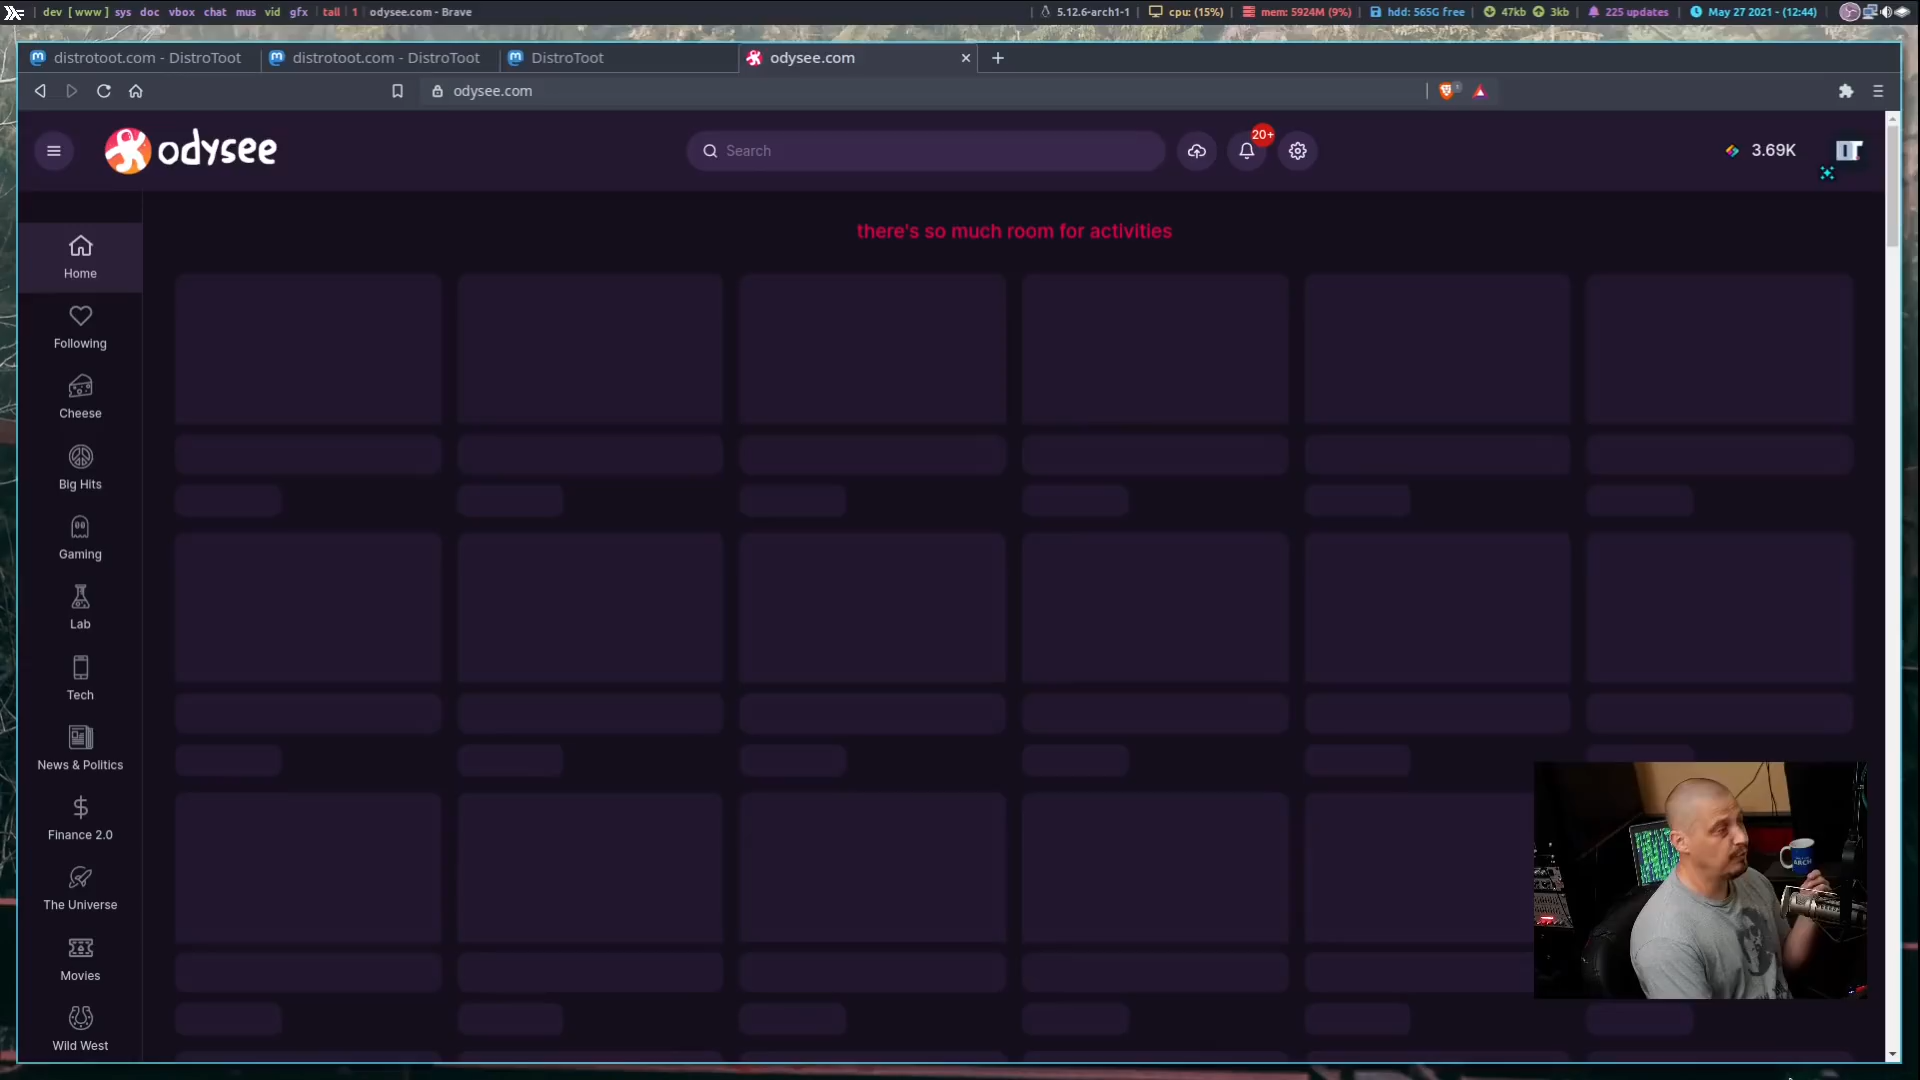 dev [ www ] sys doc vbox chat mus vid gfx | tall | 1 | odysee.com - Brave
5.12.6-arch1-1 | cpu: (15%) | mem: 5924M (9%) | hdd: 565G free | 47kb 3kb | 225 updates | May 27 2021 - (12:44)
distrotoot.com - DistroToot
distrotoot.com - DistroToot
DistroToot
odysee.com
odysee.com
odysee
Search
20+
3.69K
there's so much room for activities
Home
Following
Cheese
Big Hits
Gaming
Lab
Tech
News & Politics
Finance 2.0
The Universe
Movies
Wild West
ARCH